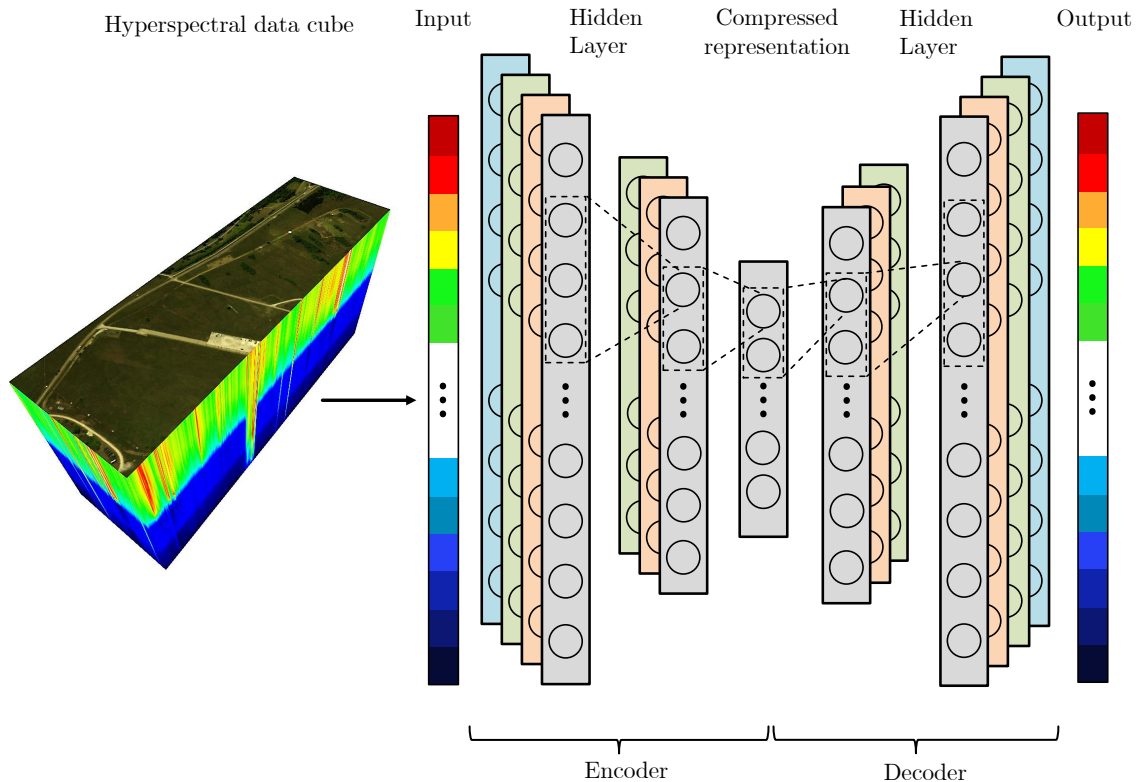 Hyperspectral data cube
Input
Hidden
Layer
Compressed
representation
Hidden
Layer
Output
Encoder
Decoder